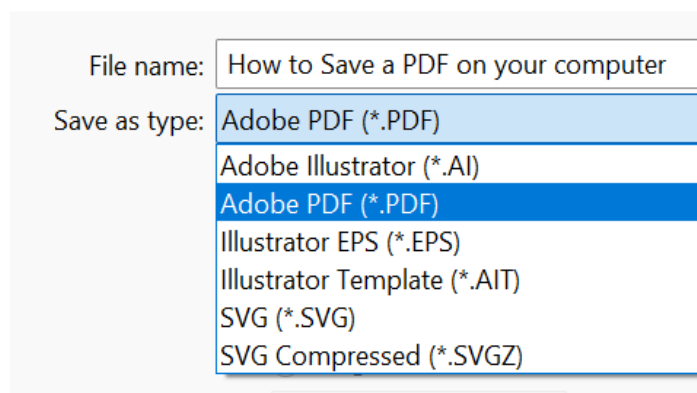 File name: How to Save a PDF on your computer
Save as type: Adobe PDF (*.PDF)
Adobe Illustrator (*.AI)
Adobe PDF (*.PDF)
Illustrator EPS (*.EPS)
Illustrator Template (*.AIT)
SVG (*.SVG)
SVG Compressed (*.SVGZ)